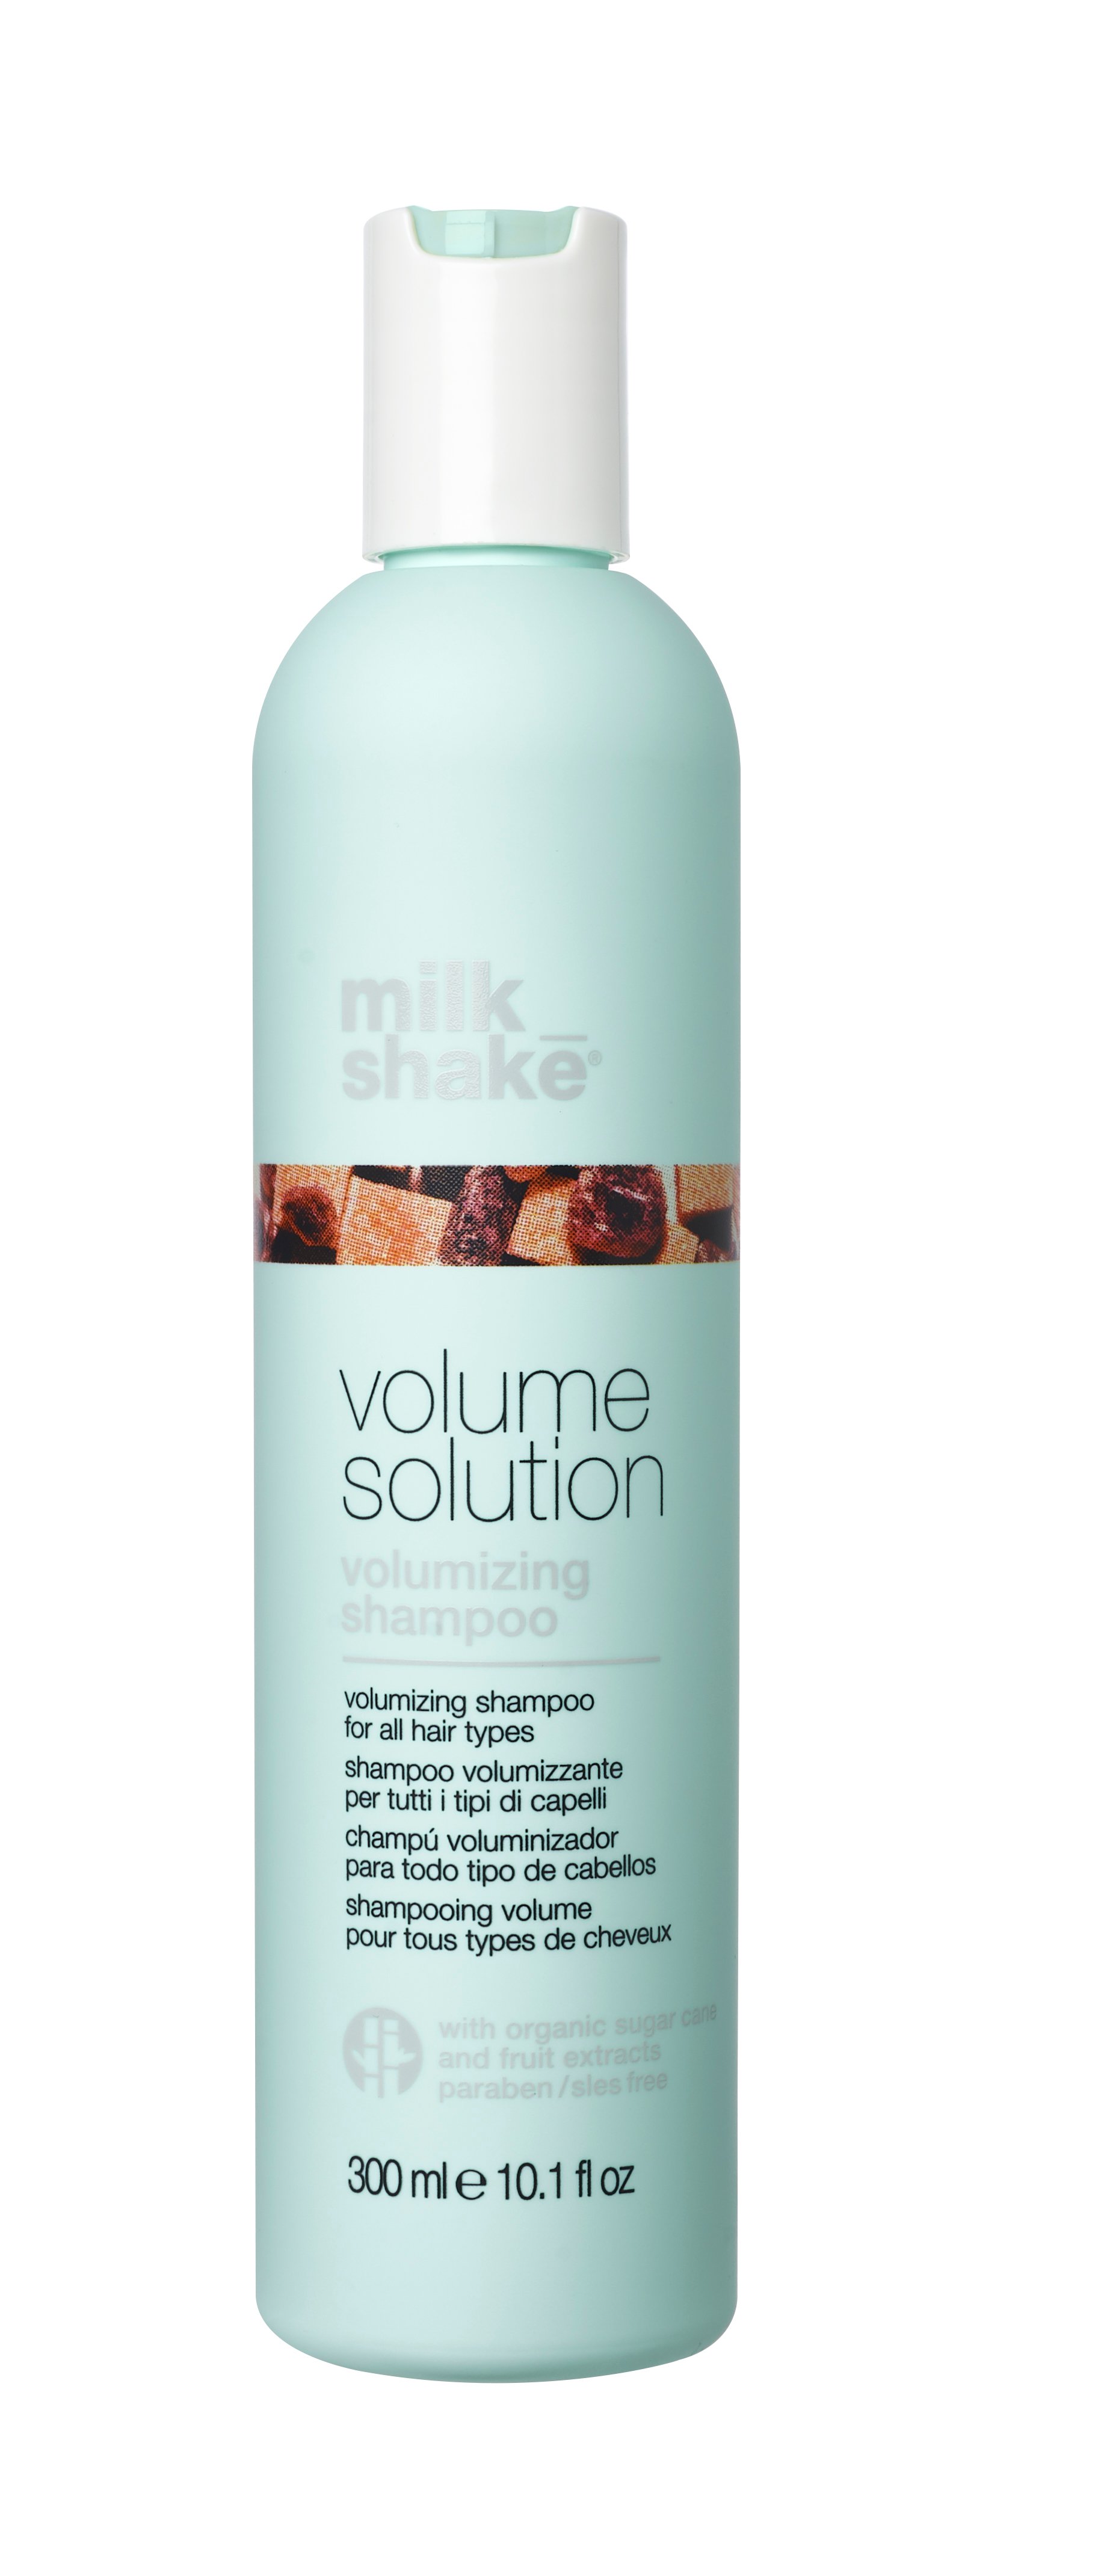 milk
shakē®
volume
solution
volumizing
shampoo
volumizing shampoo
for all hair types
shampoo volumizzante
per tutti i tipi di capelli
champú voluminizador
para todo tipo de cabellos
shampooing volume
pour tous types de cheveux
with organic sugar cane
and fruit extracts
paraben/sles free
300 ml ℮ 10.1 fl oz